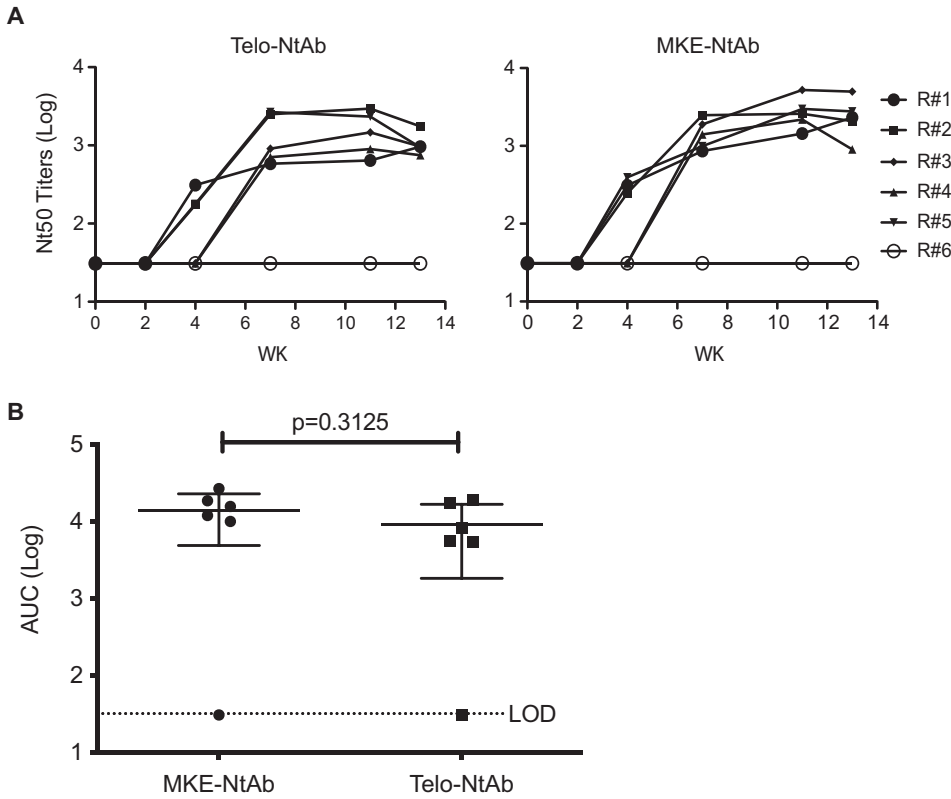 A
Telo-NtAb
MKE-NtAb
Nt50 Titers (Log)
4
3
2
1
0 2 4 6 8 10 12 14
WK
4
3
2
1
0 2 4 6 8 10 12 14
WK
R#1
R#2
R#3
R#4
R#5
R#6
B
p=0.3125
AUC (Log)
5
4
3
2
1
LOD
MKE-NtAb Telo-NtAb